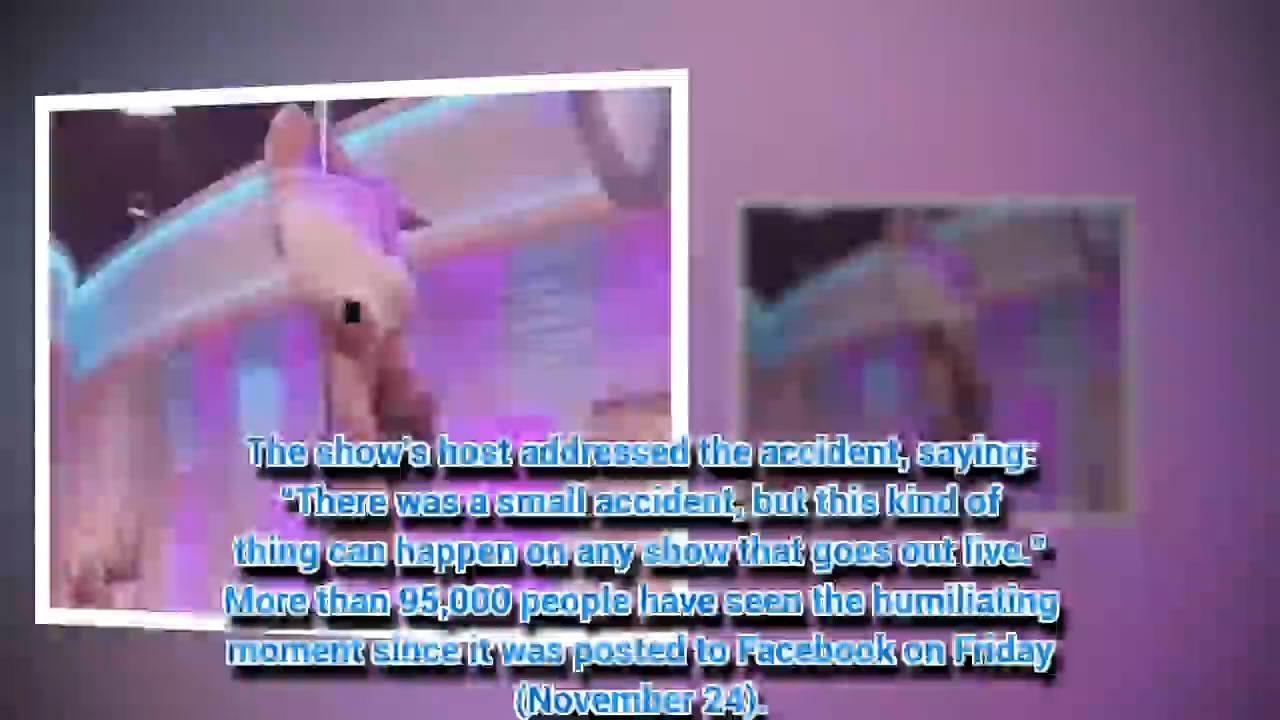 The show's host addressed the accident, saying:
"There was a small accident, but this kind of
thing can happen on any show that goes out live."
More than 95,000 people have seen the humiliating
moment since it was posted to Facebook on Friday
(November 24).